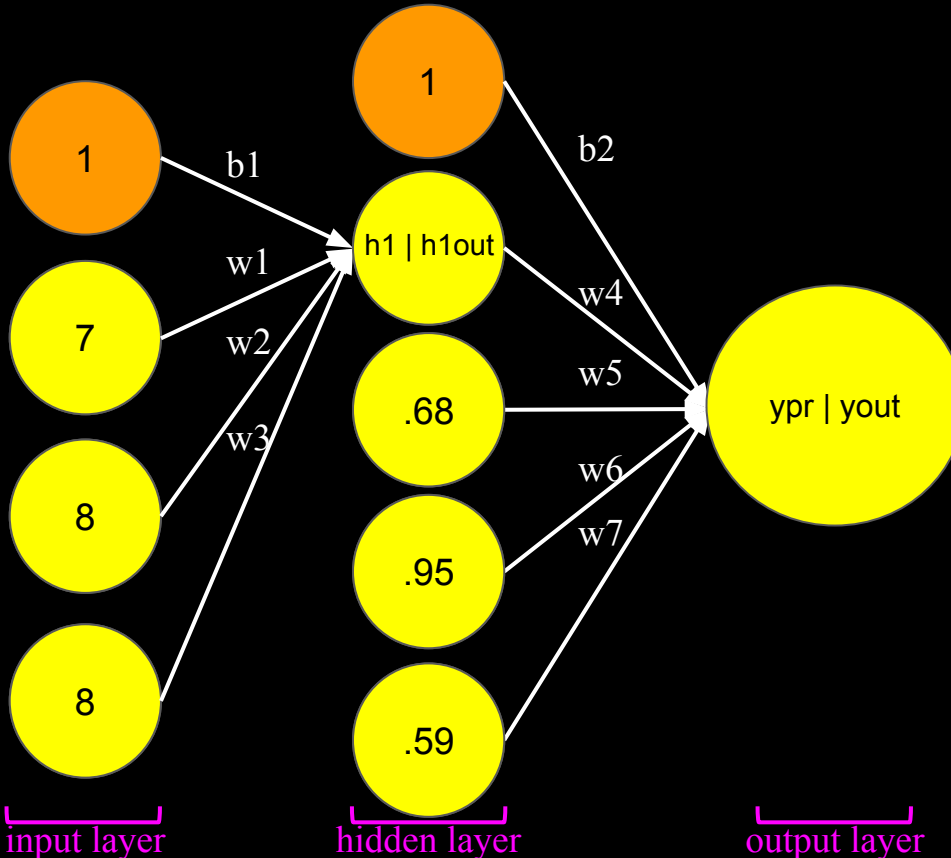 1
7
8
8
b1
w1
w2
w3
1
h1 | h1out
.68
.95
.59
b2
w4
w5
w6
w7
ypr | yout
input layer
hidden layer
output layer